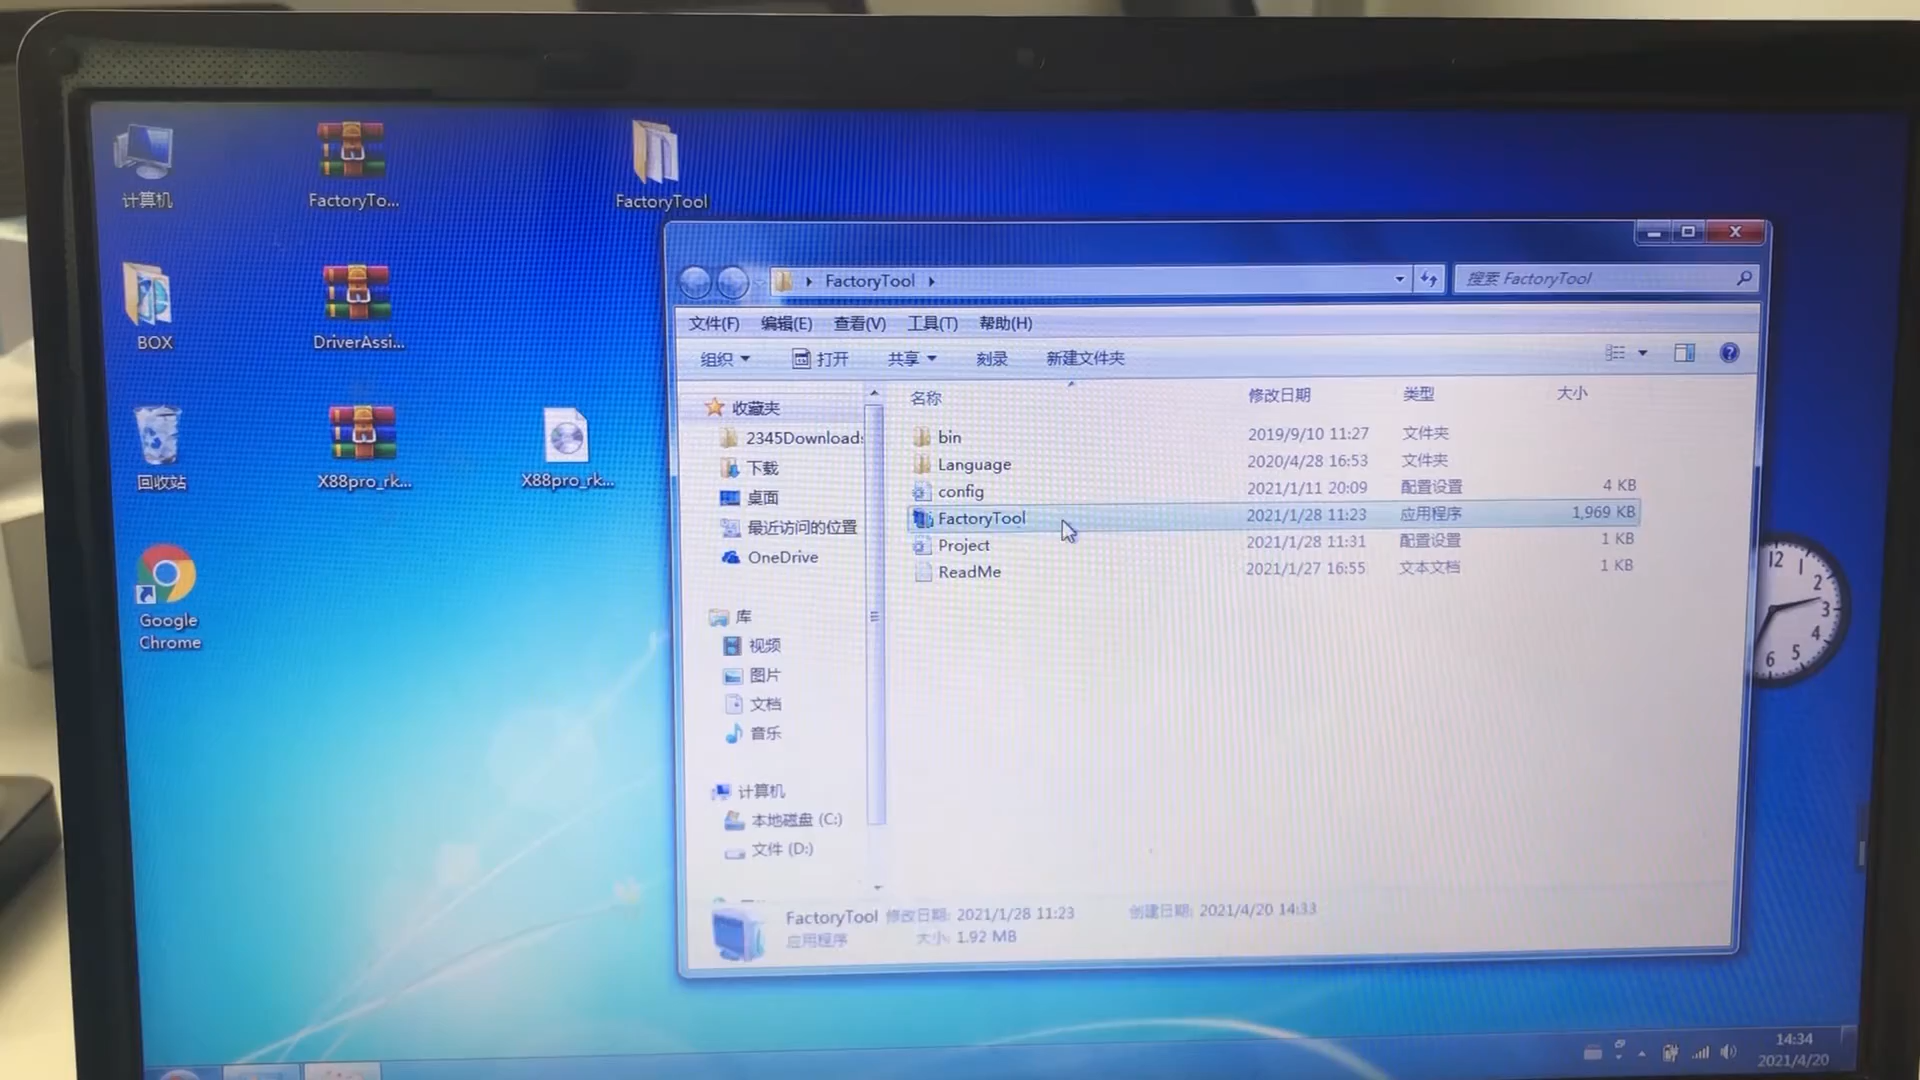 计算机
FactoryTo...
FactoryTool
BOX
DriverAssi...
回收站
X88pro_rk...
X88pro_rk...
Google
Chrome
FactoryTool
搜索 FactoryTool
文件(F) 编辑(E) 查看(V) 工具(T) 帮助(H)
组织 打开 共享 刻录 新建文件夹
名称 修改日期 类型 大小
收藏夹
2345Downloads
下载
桌面
最近访问的位置
OneDrive
库
视频
图片
文档
音乐
计算机
本地磁盘 (C:)
文件 (D:)
bin 2019/9/10 11:27 文件夹
Language 2020/4/28 16:53 文件夹
config 2021/1/11 20:09 配置设置 4 KB
FactoryTool 2021/1/28 11:23 应用程序 1,969 KB
Project 2021/1/28 11:31 配置设置 1 KB
ReadMe 2021/1/27 16:55 文本文档 1 KB
FactoryTool 修改日期: 2021/1/28 11:23 创建日期: 2021/4/20 14:33
应用程序 大小: 1.92 MB
12
1
2
3
4
5
6
14:34
2021/4/20